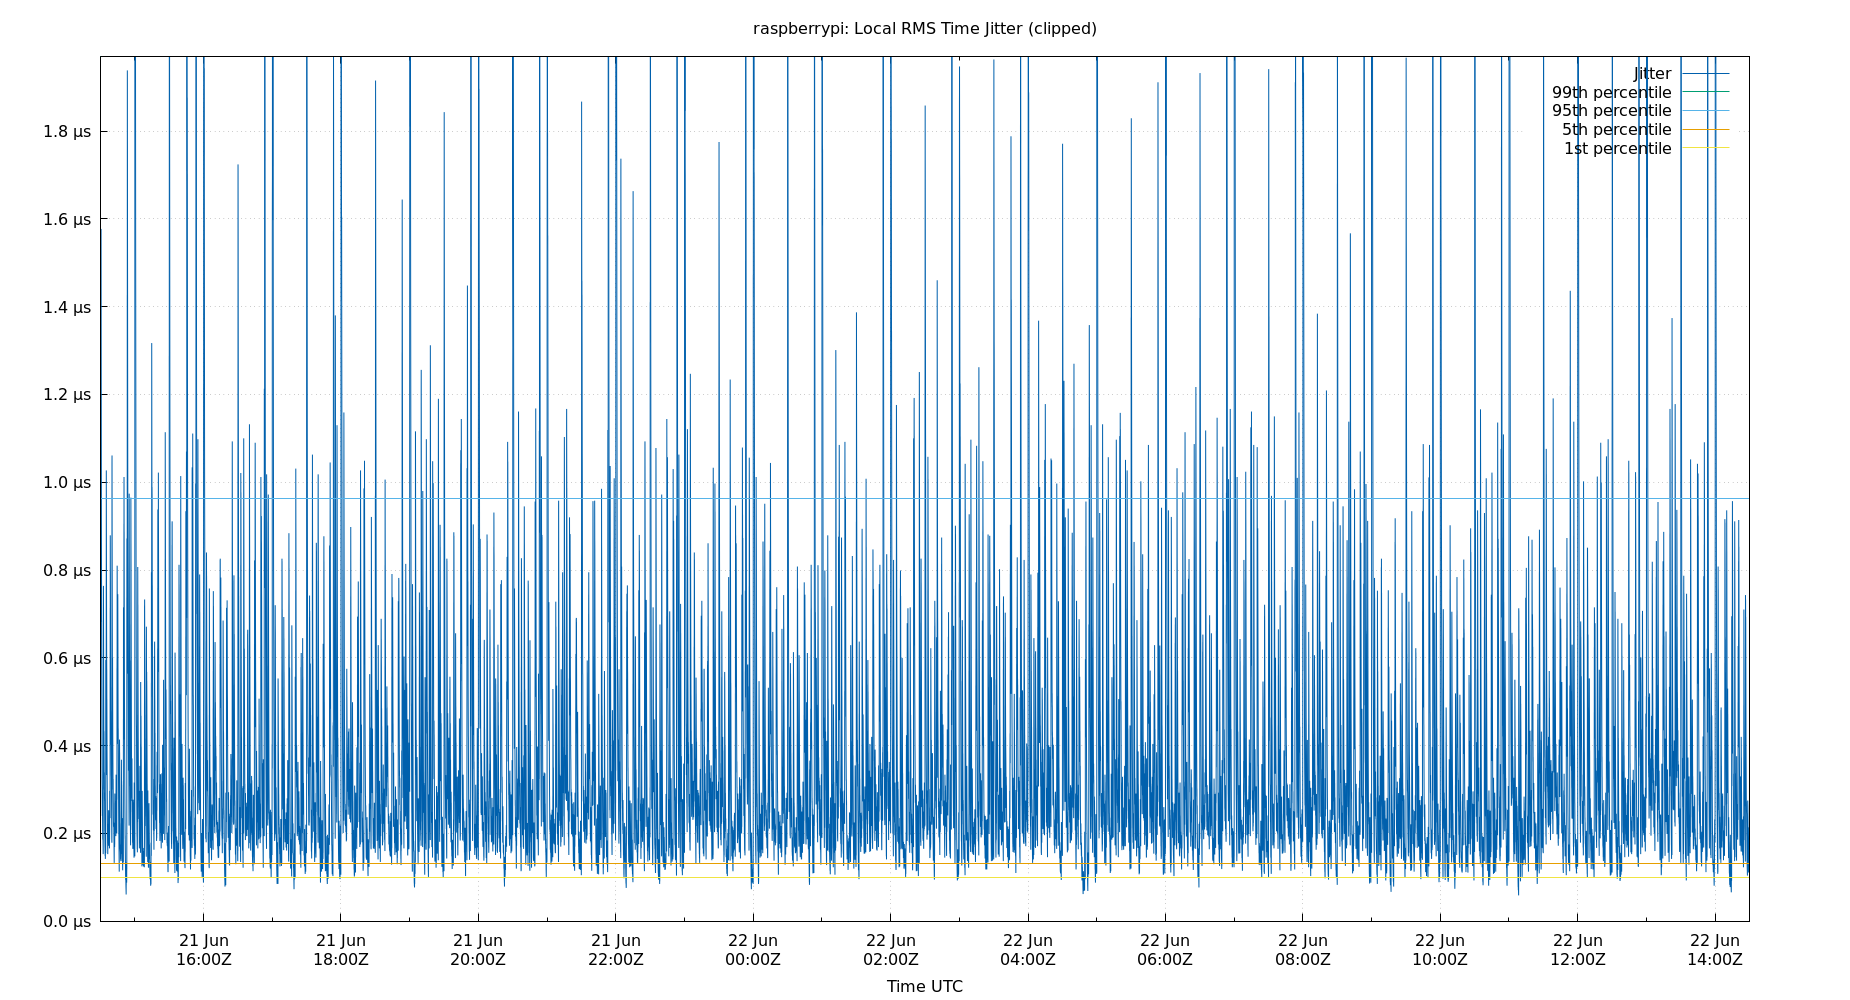 raspberrypi: Local RMS Time Jitter (clipped)
Jitter
99th percentile
95th percentile
5th percentile
1st percentile
1.8 µs
1.6 µs
1.4 µs
1.2 µs
1.0 µs
0.8 µs
0.6 µs
0.4 µs
0.2 µs
0.0 µs
21 Jun 21 Jun 21 Jun 21 Jun 22 Jun 22 Jun 22 Jun 22 Jun 22 Jun 22 Jun 22 Jun 22 Jun
16:00Z 18:00Z 20:00Z 22:00Z 00:00Z 02:00Z 04:00Z 06:00Z 08:00Z 10:00Z 12:00Z 14:00Z
Time UTC